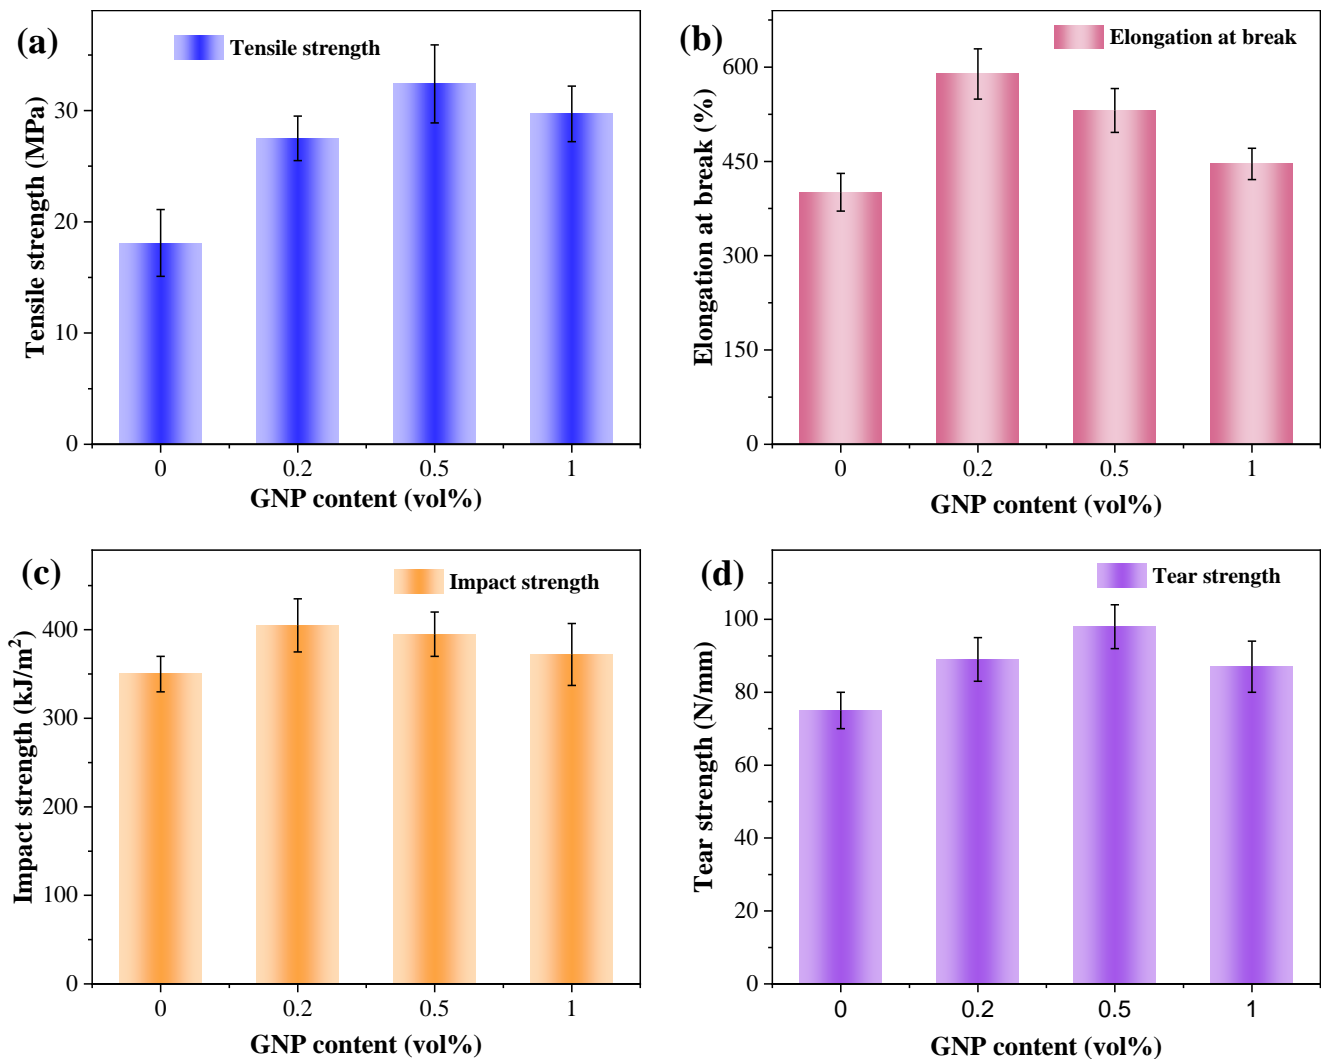 (a)
Tensile strength
Tensile strength (MPa)
30
20
10
0
0 0.2 0.5 1
GNP content (vol%)
(b)
Elongation at break
Elongation at break (%)
600
450
300
150
0
0 0.2 0.5 1
GNP content (vol%)
(c)
Impact strength
Impact strength (kJ/m²)
400
300
200
100
0
0 0.2 0.5 1
GNP content (vol%)
(d)
Tear strength
Tear strength (N/mm)
100
80
60
40
20
0
0 0.2 0.5 1
GNP content (vol%)